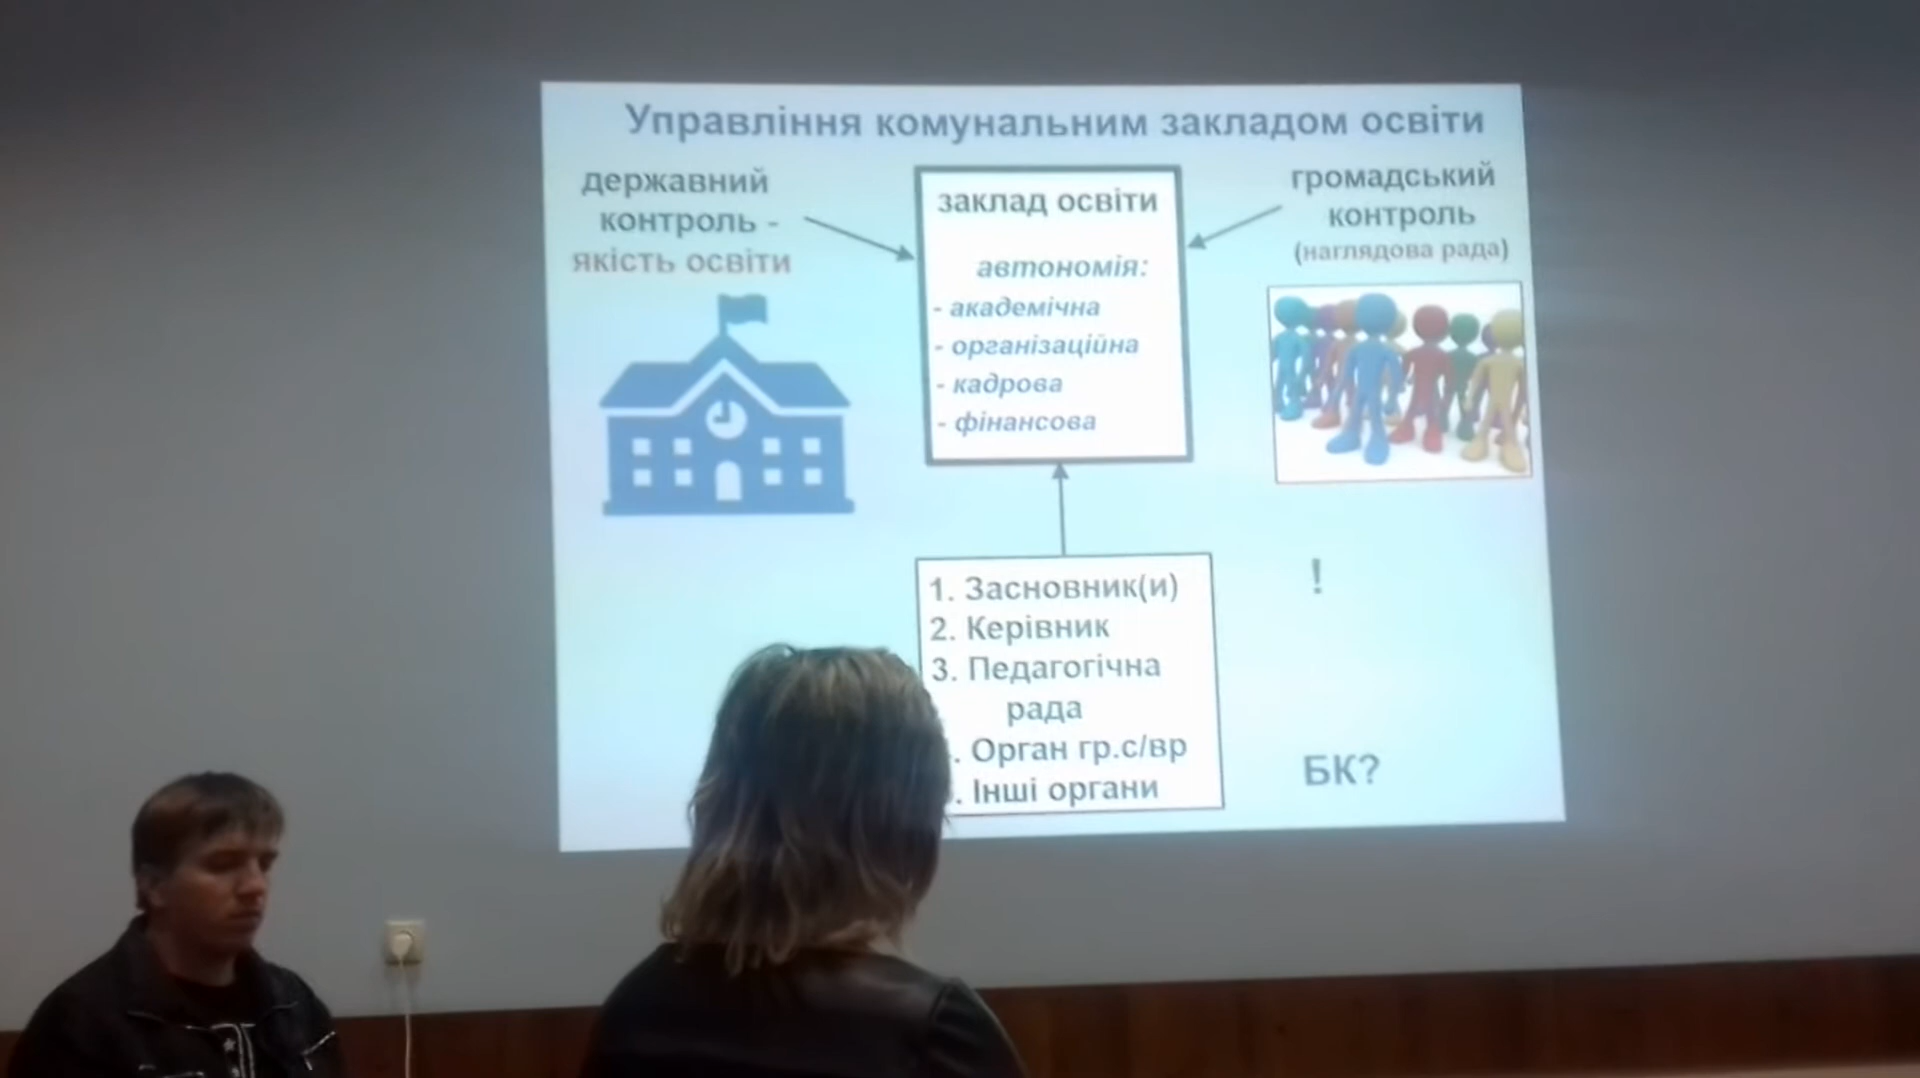 Управління комунальним закладом освіти
державний
контроль -
якість освіти
заклад освіти
автономія:
- академічна
- організаційна
- кадрова
- фінансова
громадський
контроль
(наглядова рада)
1. Засновник(и)
2. Керівник
3. Педагогічна
рада
. Орган гр.с/вр
. Інші органи
!
БК?